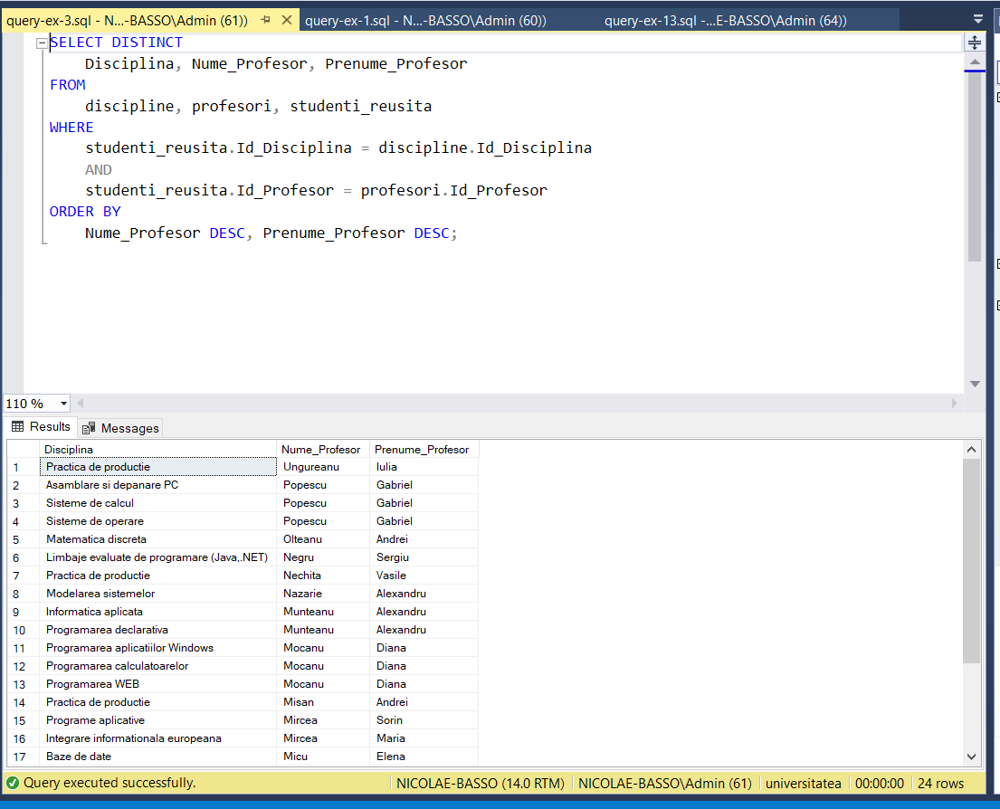 query-ex-3.sql - N...-BASSO\Admin (61))
query-ex-1.sql - N...-BASSO\Admin (60))
query-ex-13.sql -...E-BASSO\Admin (64))
SELECT DISTINCT
Disciplina, Nume_Profesor, Prenume_Profesor
FROM
discipline, profesori, studenti_reusita
WHERE
studenti_reusita.Id_Disciplina = discipline.Id_Disciplina
AND
studenti_reusita.Id_Profesor = profesori.Id_Profesor
ORDER BY
Nume_Profesor DESC, Prenume_Profesor DESC;
110 %
Results Messages
Disciplina Nume_Profesor Prenume_Profesor
1 Practica de productie Ungureanu Iulia
2 Asamblare si depanare PC Popescu Gabriel
3 Sisteme de calcul Popescu Gabriel
4 Sisteme de operare Popescu Gabriel
5 Matematica discreta Olteanu Andrei
6 Limbaje evaluate de programare (Java,.NET) Negru Sergiu
7 Practica de productie Nechita Vasile
8 Modelarea sistemelor Nazarie Alexandru
9 Informatica aplicata Munteanu Alexandru
10 Programarea declarativa Munteanu Alexandru
11 Programarea aplicatiilor Windows Mocanu Diana
12 Programarea calculatoarelor Mocanu Diana
13 Programarea WEB Mocanu Diana
14 Practica de productie Misan Andrei
15 Programe aplicative Mircea Sorin
16 Integrare informationala europeana Mircea Maria
17 Baze de date Micu Elena
Query executed successfully. NICOLAE-BASSO (14.0 RTM) NICOLAE-BASSO\Admin (61) universitatea 00:00:00 24 rows